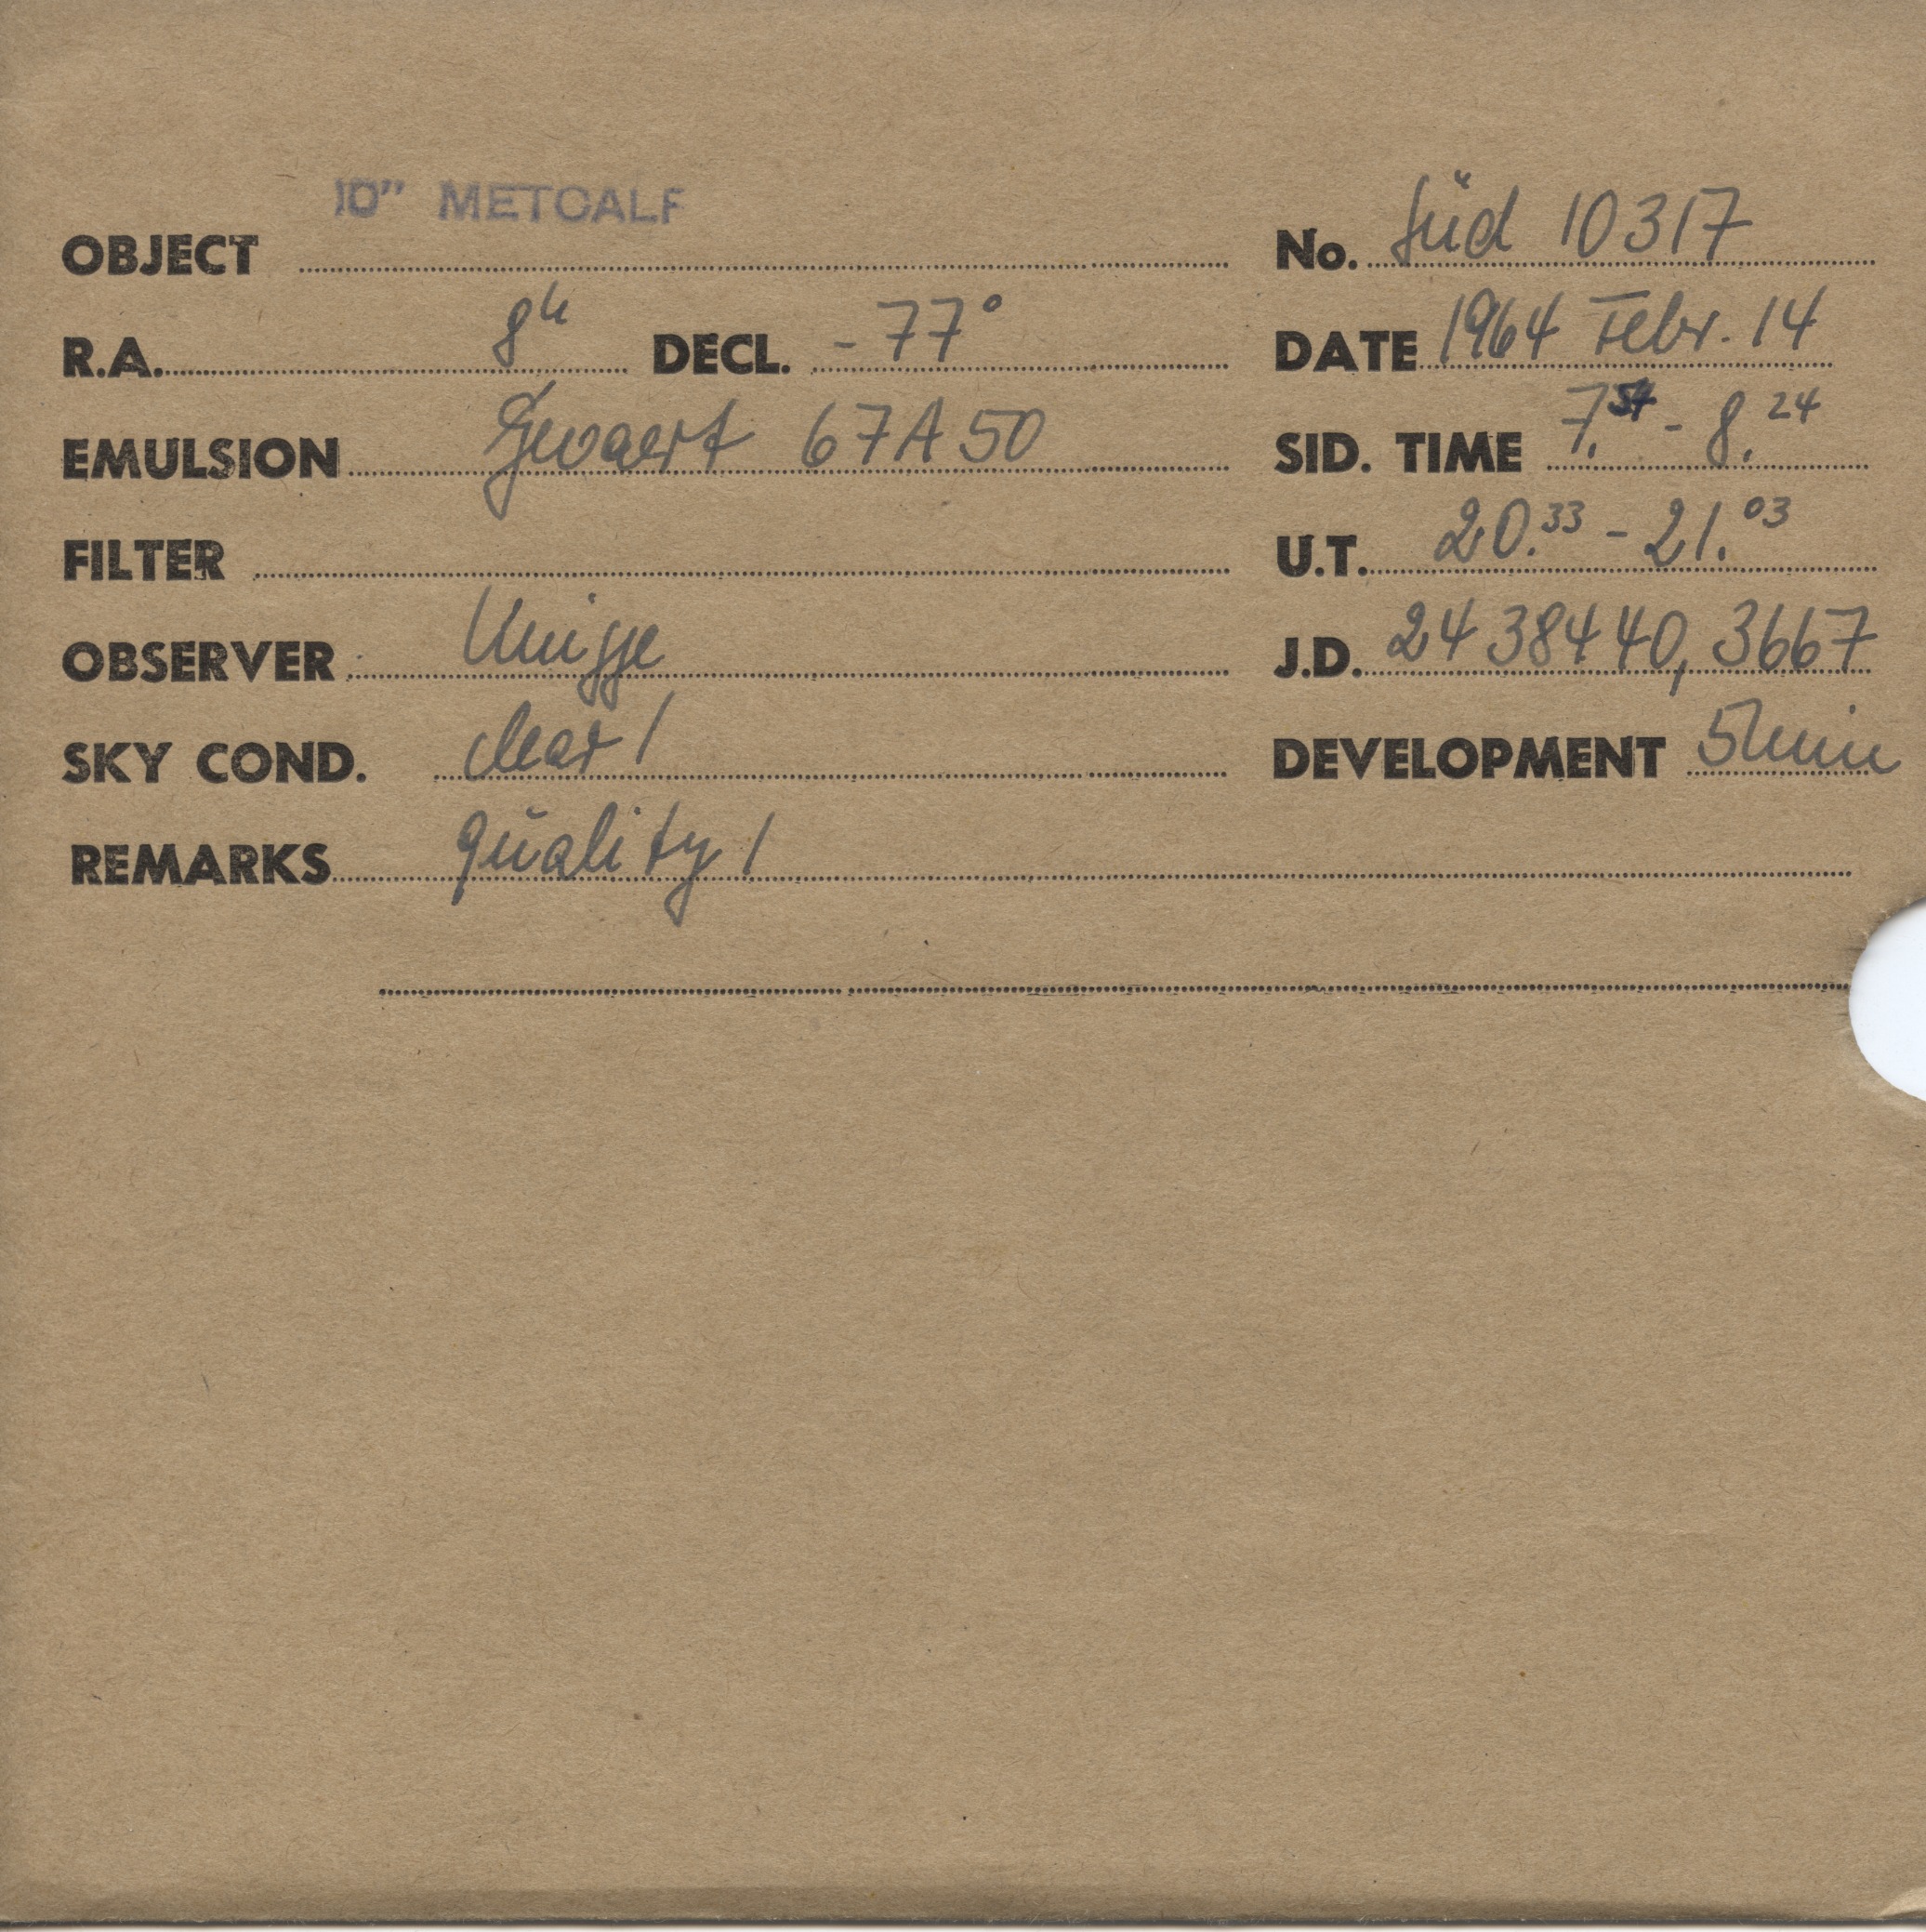 10" METCALF
OBJECT No. Süd 10317
R.A. 8h DECL. -77° DATE 1964 Febr. 14
EMULSION Gevaert 67A50 SID. TIME 7.54 - 8.24
FILTER U.T. 20.33 - 21.03
OBSERVER Knigge J.D. 2438440,3667
SKY COND. clear 1 DEVELOPMENT 5min
REMARKS quality 1